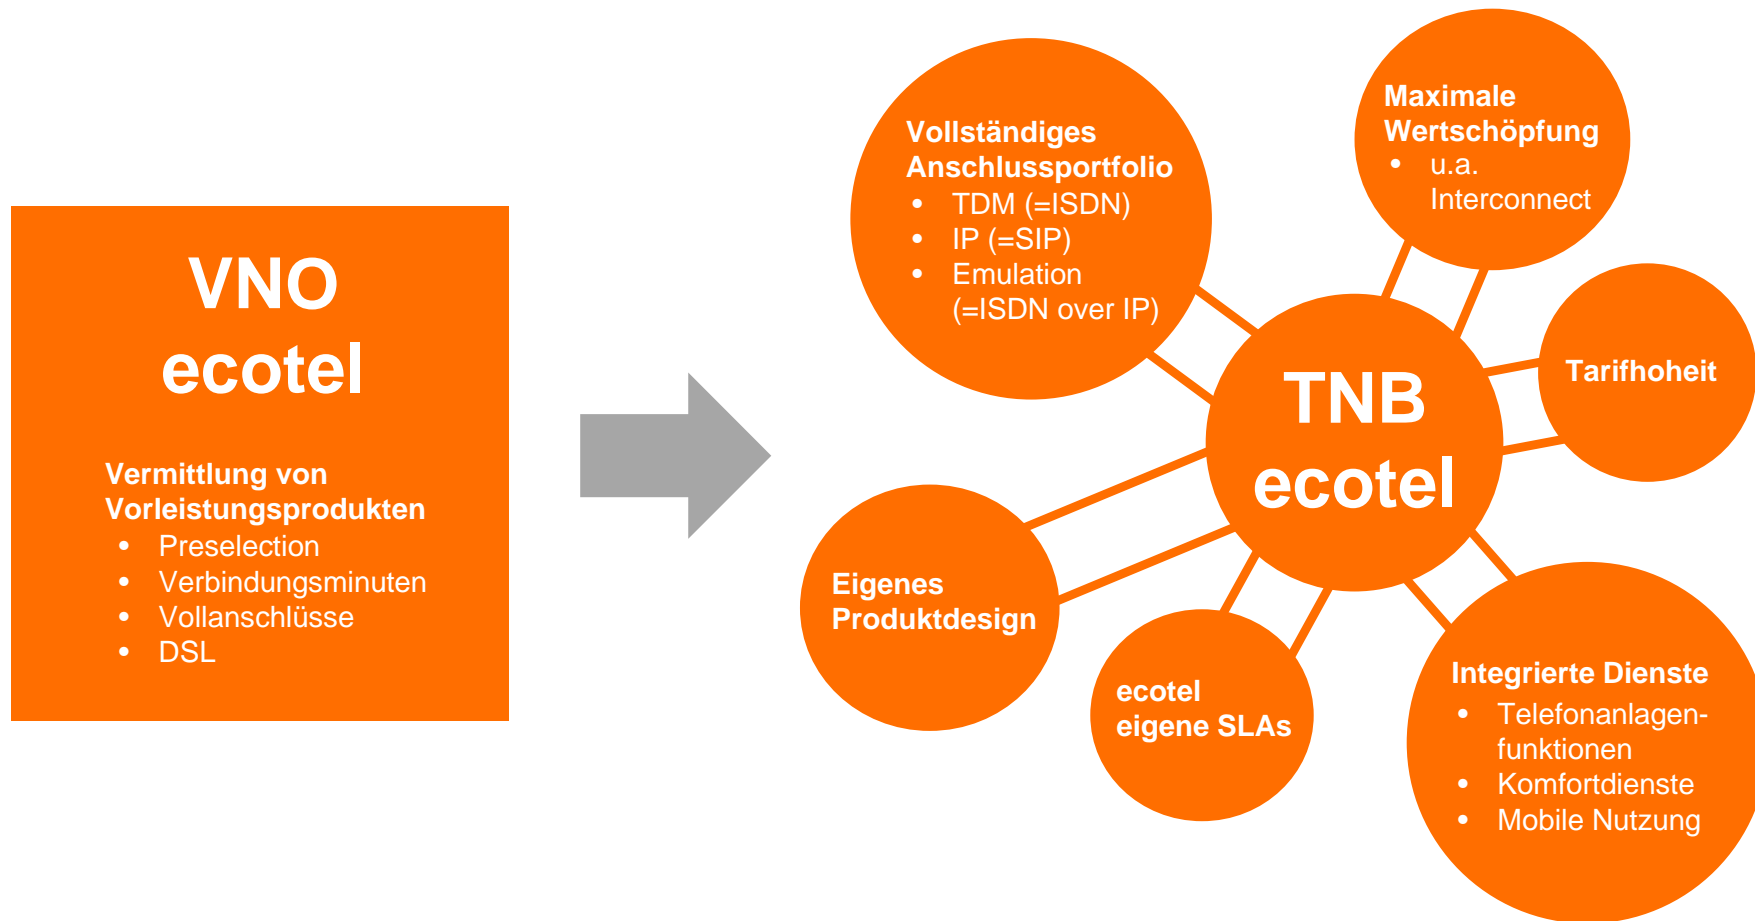 VNO
ecotel
Vermittlung von
Vorleistungsprodukten
• Preselection
• Verbindungsminuten
• Vollanschlüsse
• DSL
Vollständiges
Anschlussportfolio
• TDM (=ISDN)
• IP (=SIP)
• Emulation
(=ISDN over IP)
Maximale
Wertschöpfung
• u.a.
Interconnect
Tarifhoheit
TNB
ecotel
Eigenes
Produktdesign
ecotel
eigene SLAs
Integrierte Dienste
• Telefonanlagen-
funktionen
• Komfortdienste
• Mobile Nutzung